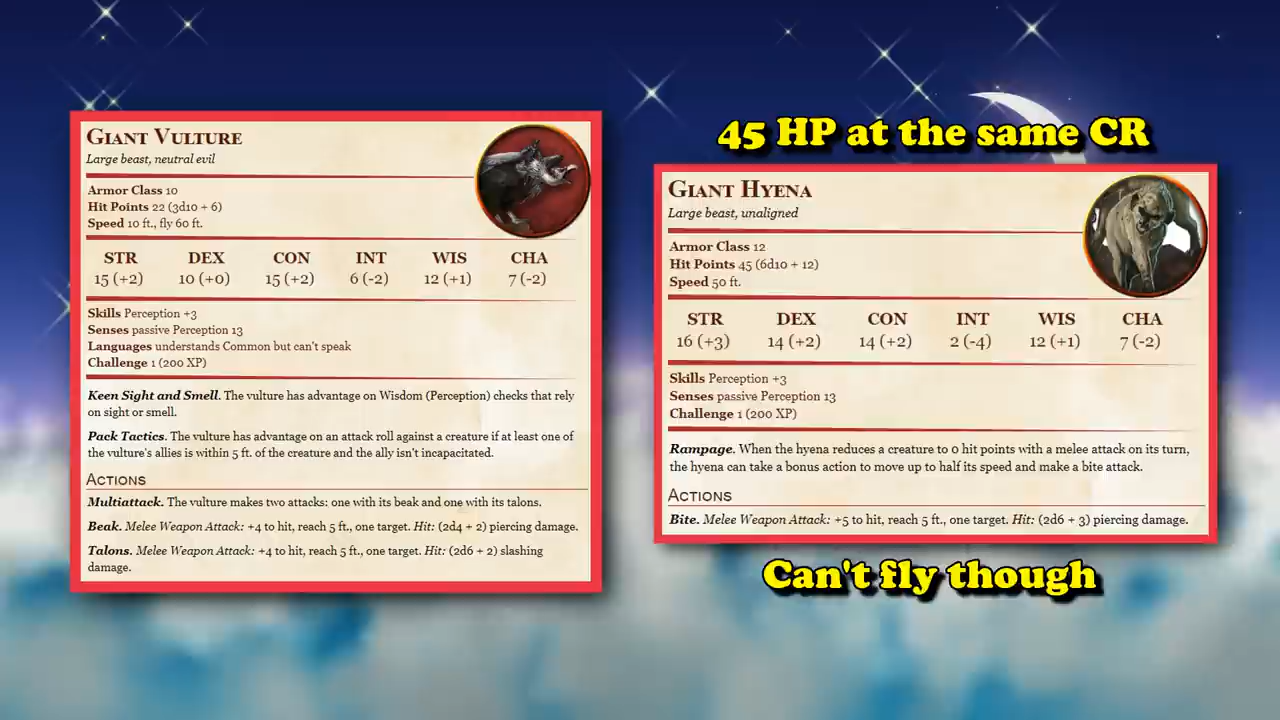 Giant Vulture
Large beast, neutral evil
Armor Class 10
Hit Points 22 (3d10 + 6)
Speed 10 ft., fly 60 ft.
STR DEX CON INT WIS CHA
15 (+2) 10 (+0) 15 (+2) 6 (-2) 12 (+1) 7 (-2)
Skills Perception +3
Senses passive Perception 13
Languages understands Common but can't speak
Challenge 1 (200 XP)
Keen Sight and Smell. The vulture has advantage on Wisdom (Perception) checks that rely
on sight or smell.
Pack Tactics. The vulture has advantage on an attack roll against a creature if at least one of
the vulture's allies is within 5 ft. of the creature and the ally isn't incapacitated.
Actions
Multiattack. The vulture makes two attacks: one with its beak and one with its talons.
Beak. Melee Weapon Attack: +4 to hit, reach 5 ft., one target. Hit: (2d4 + 2) piercing damage.
Talons. Melee Weapon Attack: +4 to hit, reach 5 ft., one target. Hit: (2d6 + 2) slashing
damage.
45 HP at the same CR
Giant Hyena
Large beast, unaligned
Armor Class 12
Hit Points 45 (6d10 + 12)
Speed 50 ft.
STR DEX CON INT WIS CHA
16 (+3) 14 (+2) 14 (+2) 2 (-4) 12 (+1) 7 (-2)
Skills Perception +3
Senses passive Perception 13
Challenge 1 (200 XP)
Rampage. When the hyena reduces a creature to 0 hit points with a melee attack on its turn,
the hyena can take a bonus action to move up to half its speed and make a bite attack.
Actions
Bite. Melee Weapon Attack: +5 to hit, reach 5 ft., one target. Hit: (2d6 + 3) piercing damage.
Can't fly though